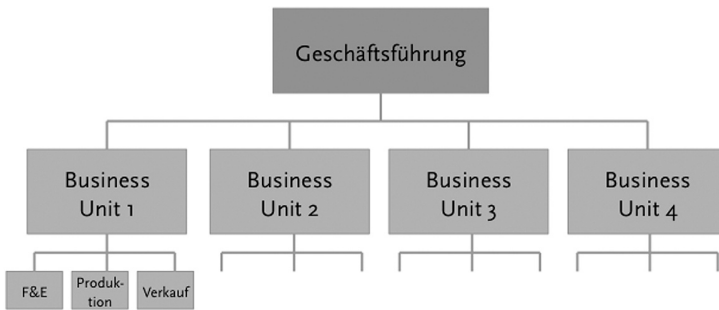 Geschäftsführung
Business
Unit 1
Business
Unit 2
Business
Unit 3
Business
Unit 4
F&E
Produk-
tion
Verkauf